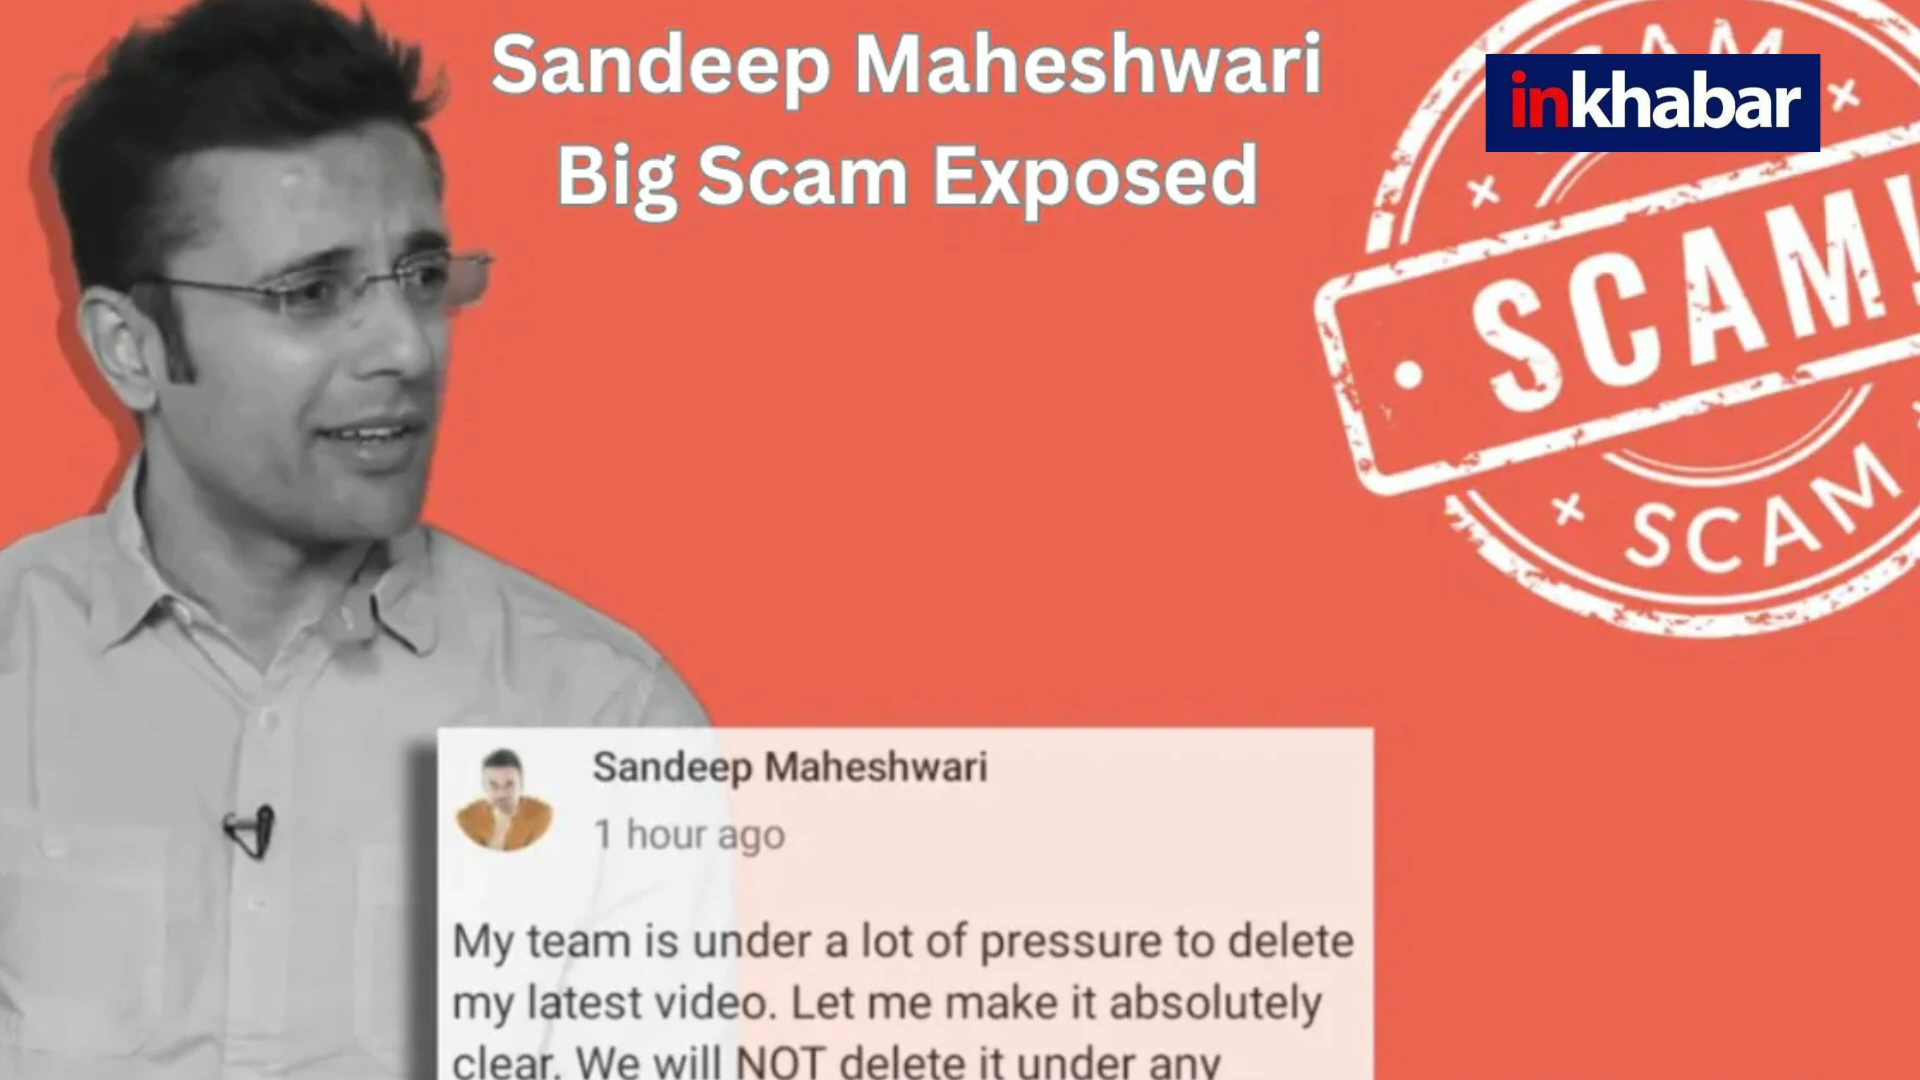 Sandeep Maheshwari
Big Scam Exposed
SCAM
inkhabar
SCAM!
SCAM
Sandeep Maheshwari
1 hour ago
My team is under a lot of pressure to delete
my latest video. Let me make it absolutely
clear. We will NOT delete it under any